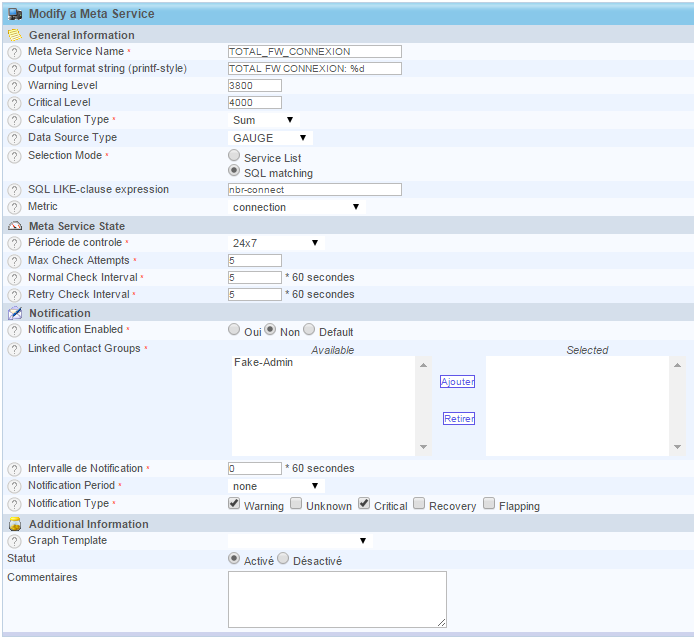 Modify a Meta Service
General Information
? Meta Service Name * TOTAL_FW_CONNEXION
? Output format string (printf-style) TOTAL FW CONNEXION: %d
? Warning Level 3800
? Critical Level 4000
? Calculation Type * Sum
? Data Source Type GAUGE
? Selection Mode * Service List
SQL matching
? SQL LIKE-clause expression nbr-connect
? Metric connection
Meta Service State
? Période de controle * 24x7
? Max Check Attempts * 5
? Normal Check Interval * 5 * 60 secondes
? Retry Check Interval * 5 * 60 secondes
Notification
? Notification Enabled * Oui Non Default
? Linked Contact Groups * Available Selected
Fake-Admin
Ajouter
Retirer
? Intervalle de Notification * 0 * 60 secondes
? Notification Period * none
? Notification Type * Warning Unknown Critical Recovery Flapping
Additional Information
? Graph Template
Statut Activé Désactivé
Commentaires